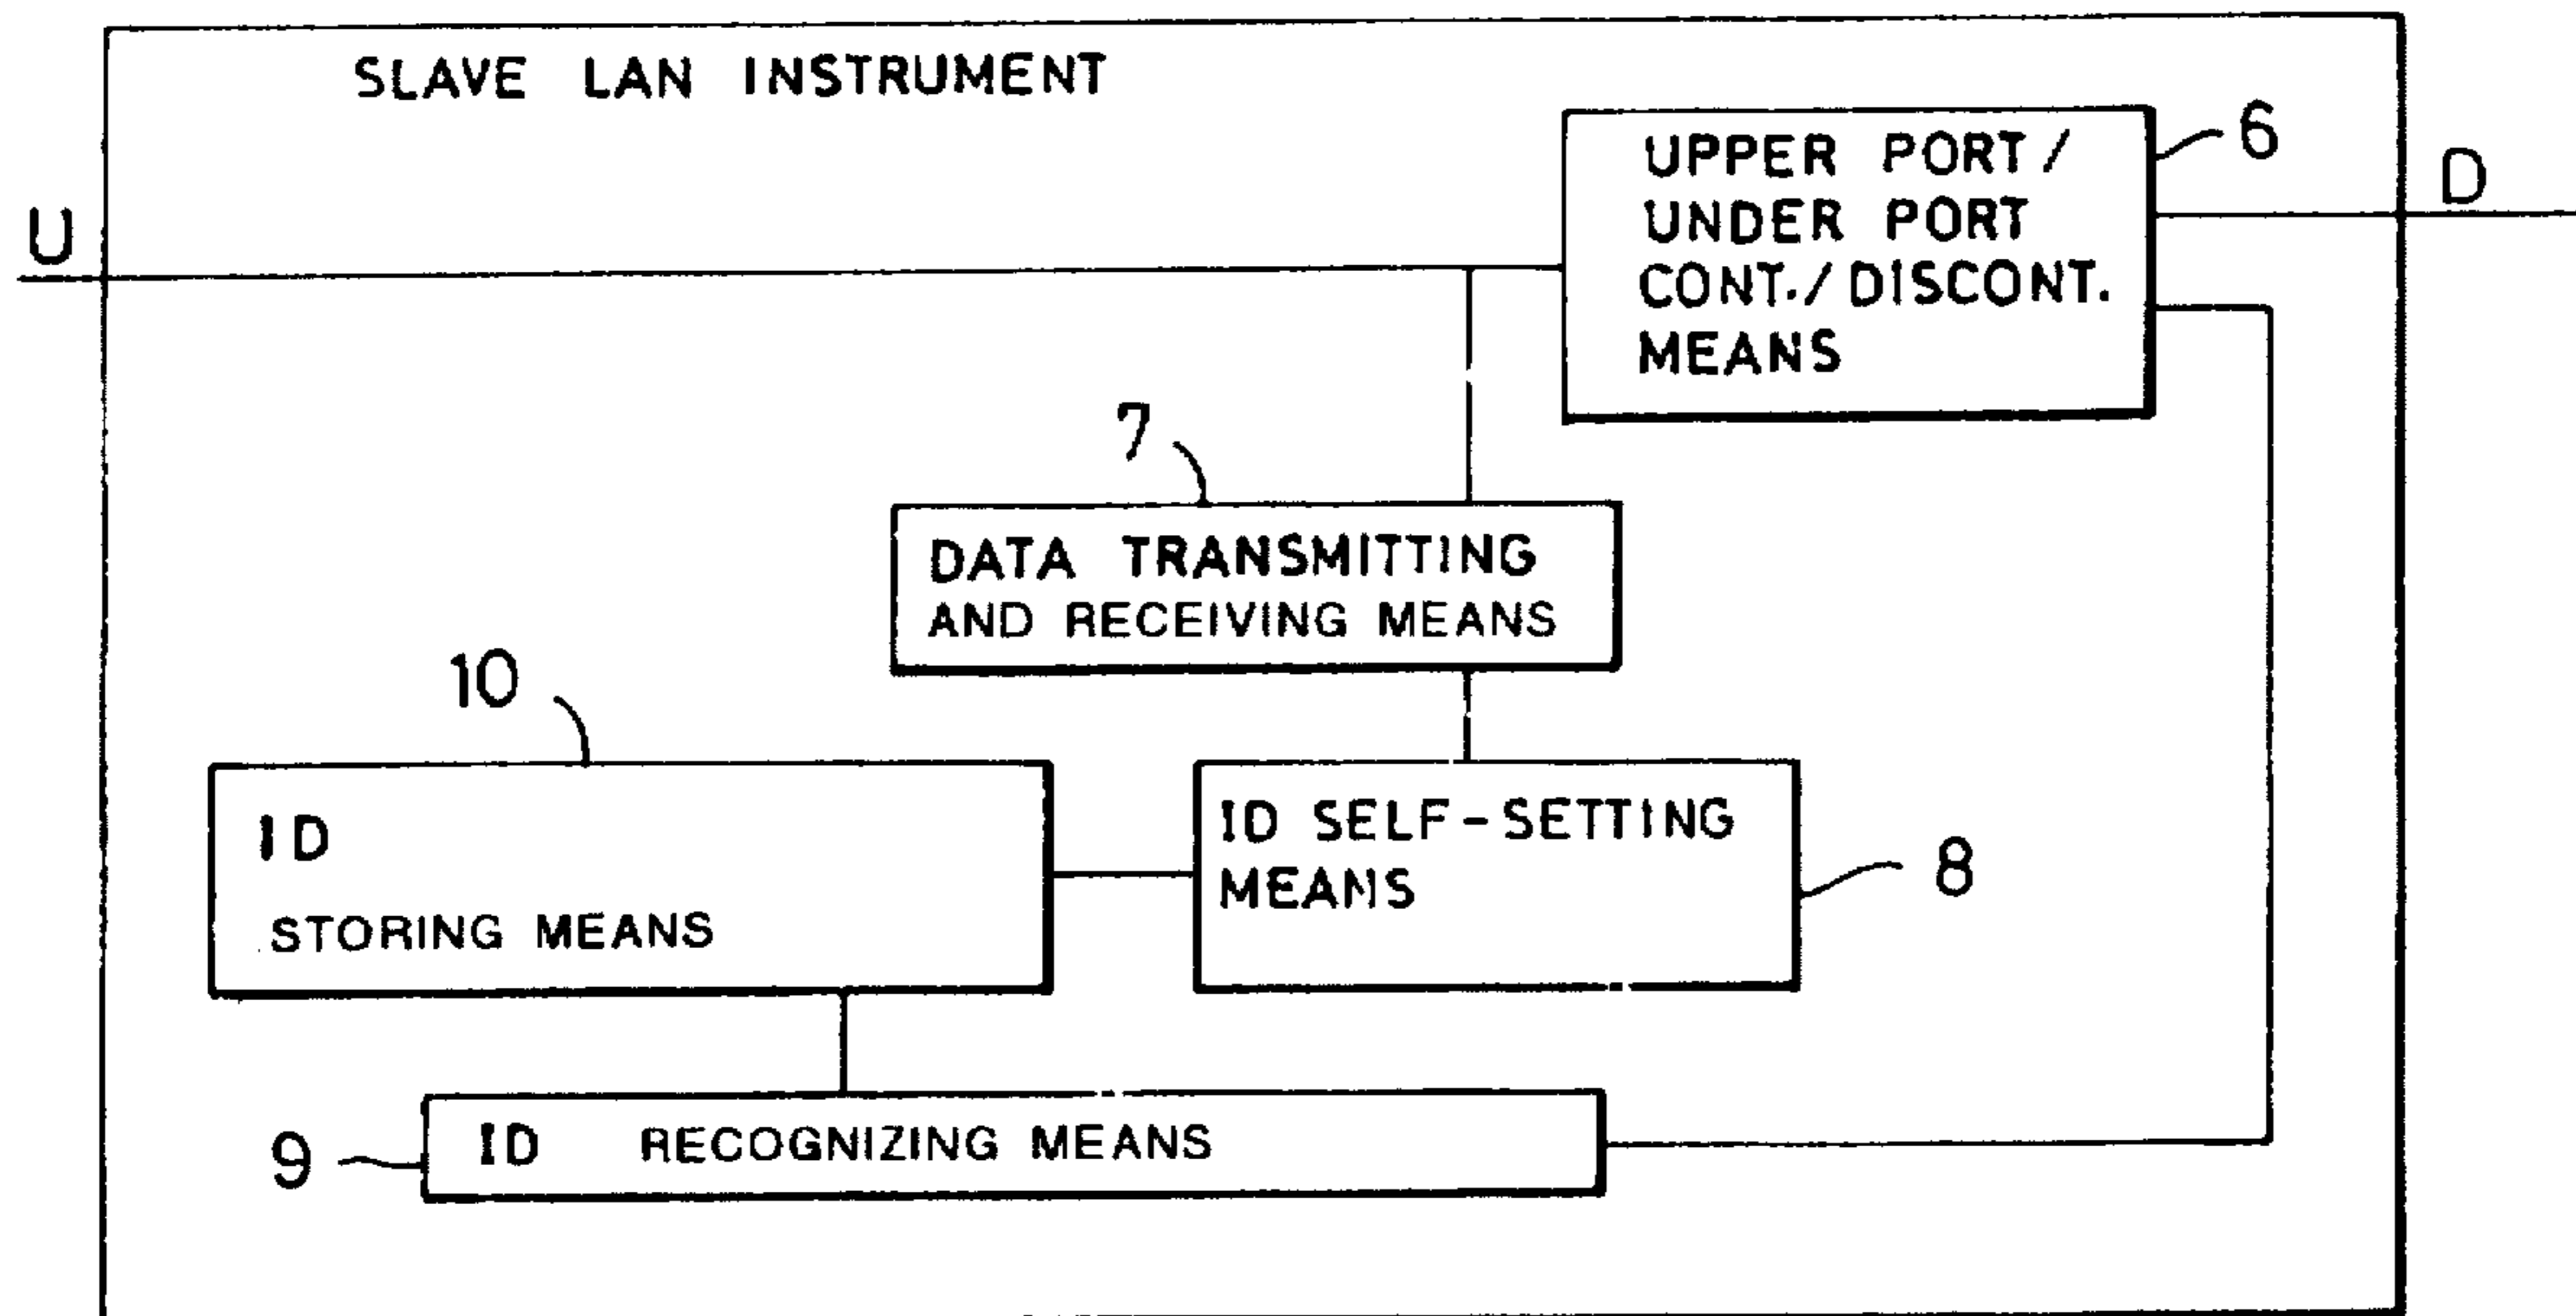 SLAVE LAN INSTRUMENT
UPPER PORT /
UNDER PORT
CONT./DISCONT.
MEANS
6
D
U
7
DATA TRANSMITTING
AND RECEIVING MEANS
10
ID
STORING MEANS
ID SELF-SETTING
MEANS
8
9
ID RECOGNIZING MEANS